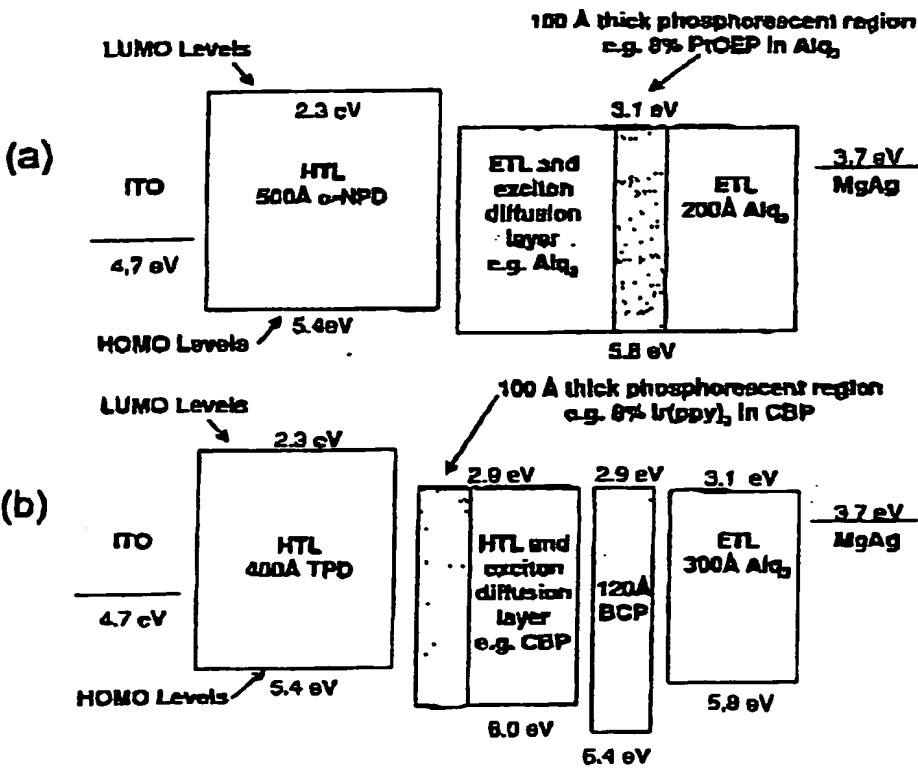 100 Å thick phosphorescent region
e.g. 8% PtOEP in Alq3
LUMO Levels
(a)
2.3 eV
3.1 eV
ITO
HTL
500Å α-NPD
ETL and
exciton
diffusion
layer
e.g. Alq3
ETL
200Å Alq3
3.7 eV
MgAg
4.7 eV
5.4eV
HOMO Levels
5.8 eV
100 Å thick phosphorescent region
e.g. 8% Ir(ppy)3 in CBP
LUMO Levels
2.3 eV
2.9 eV
2.9 eV
3.1 eV
(b)
3.7 eV
MgAg
ITO
HTL
400Å TPD
HTL and
exciton
diffusion
layer
e.g. CBP
120Å
BCP
ETL
300Å Alq3
4.7 eV
HOMO Levels
5.4 eV
6.0 eV
5.8 eV
6.4 eV